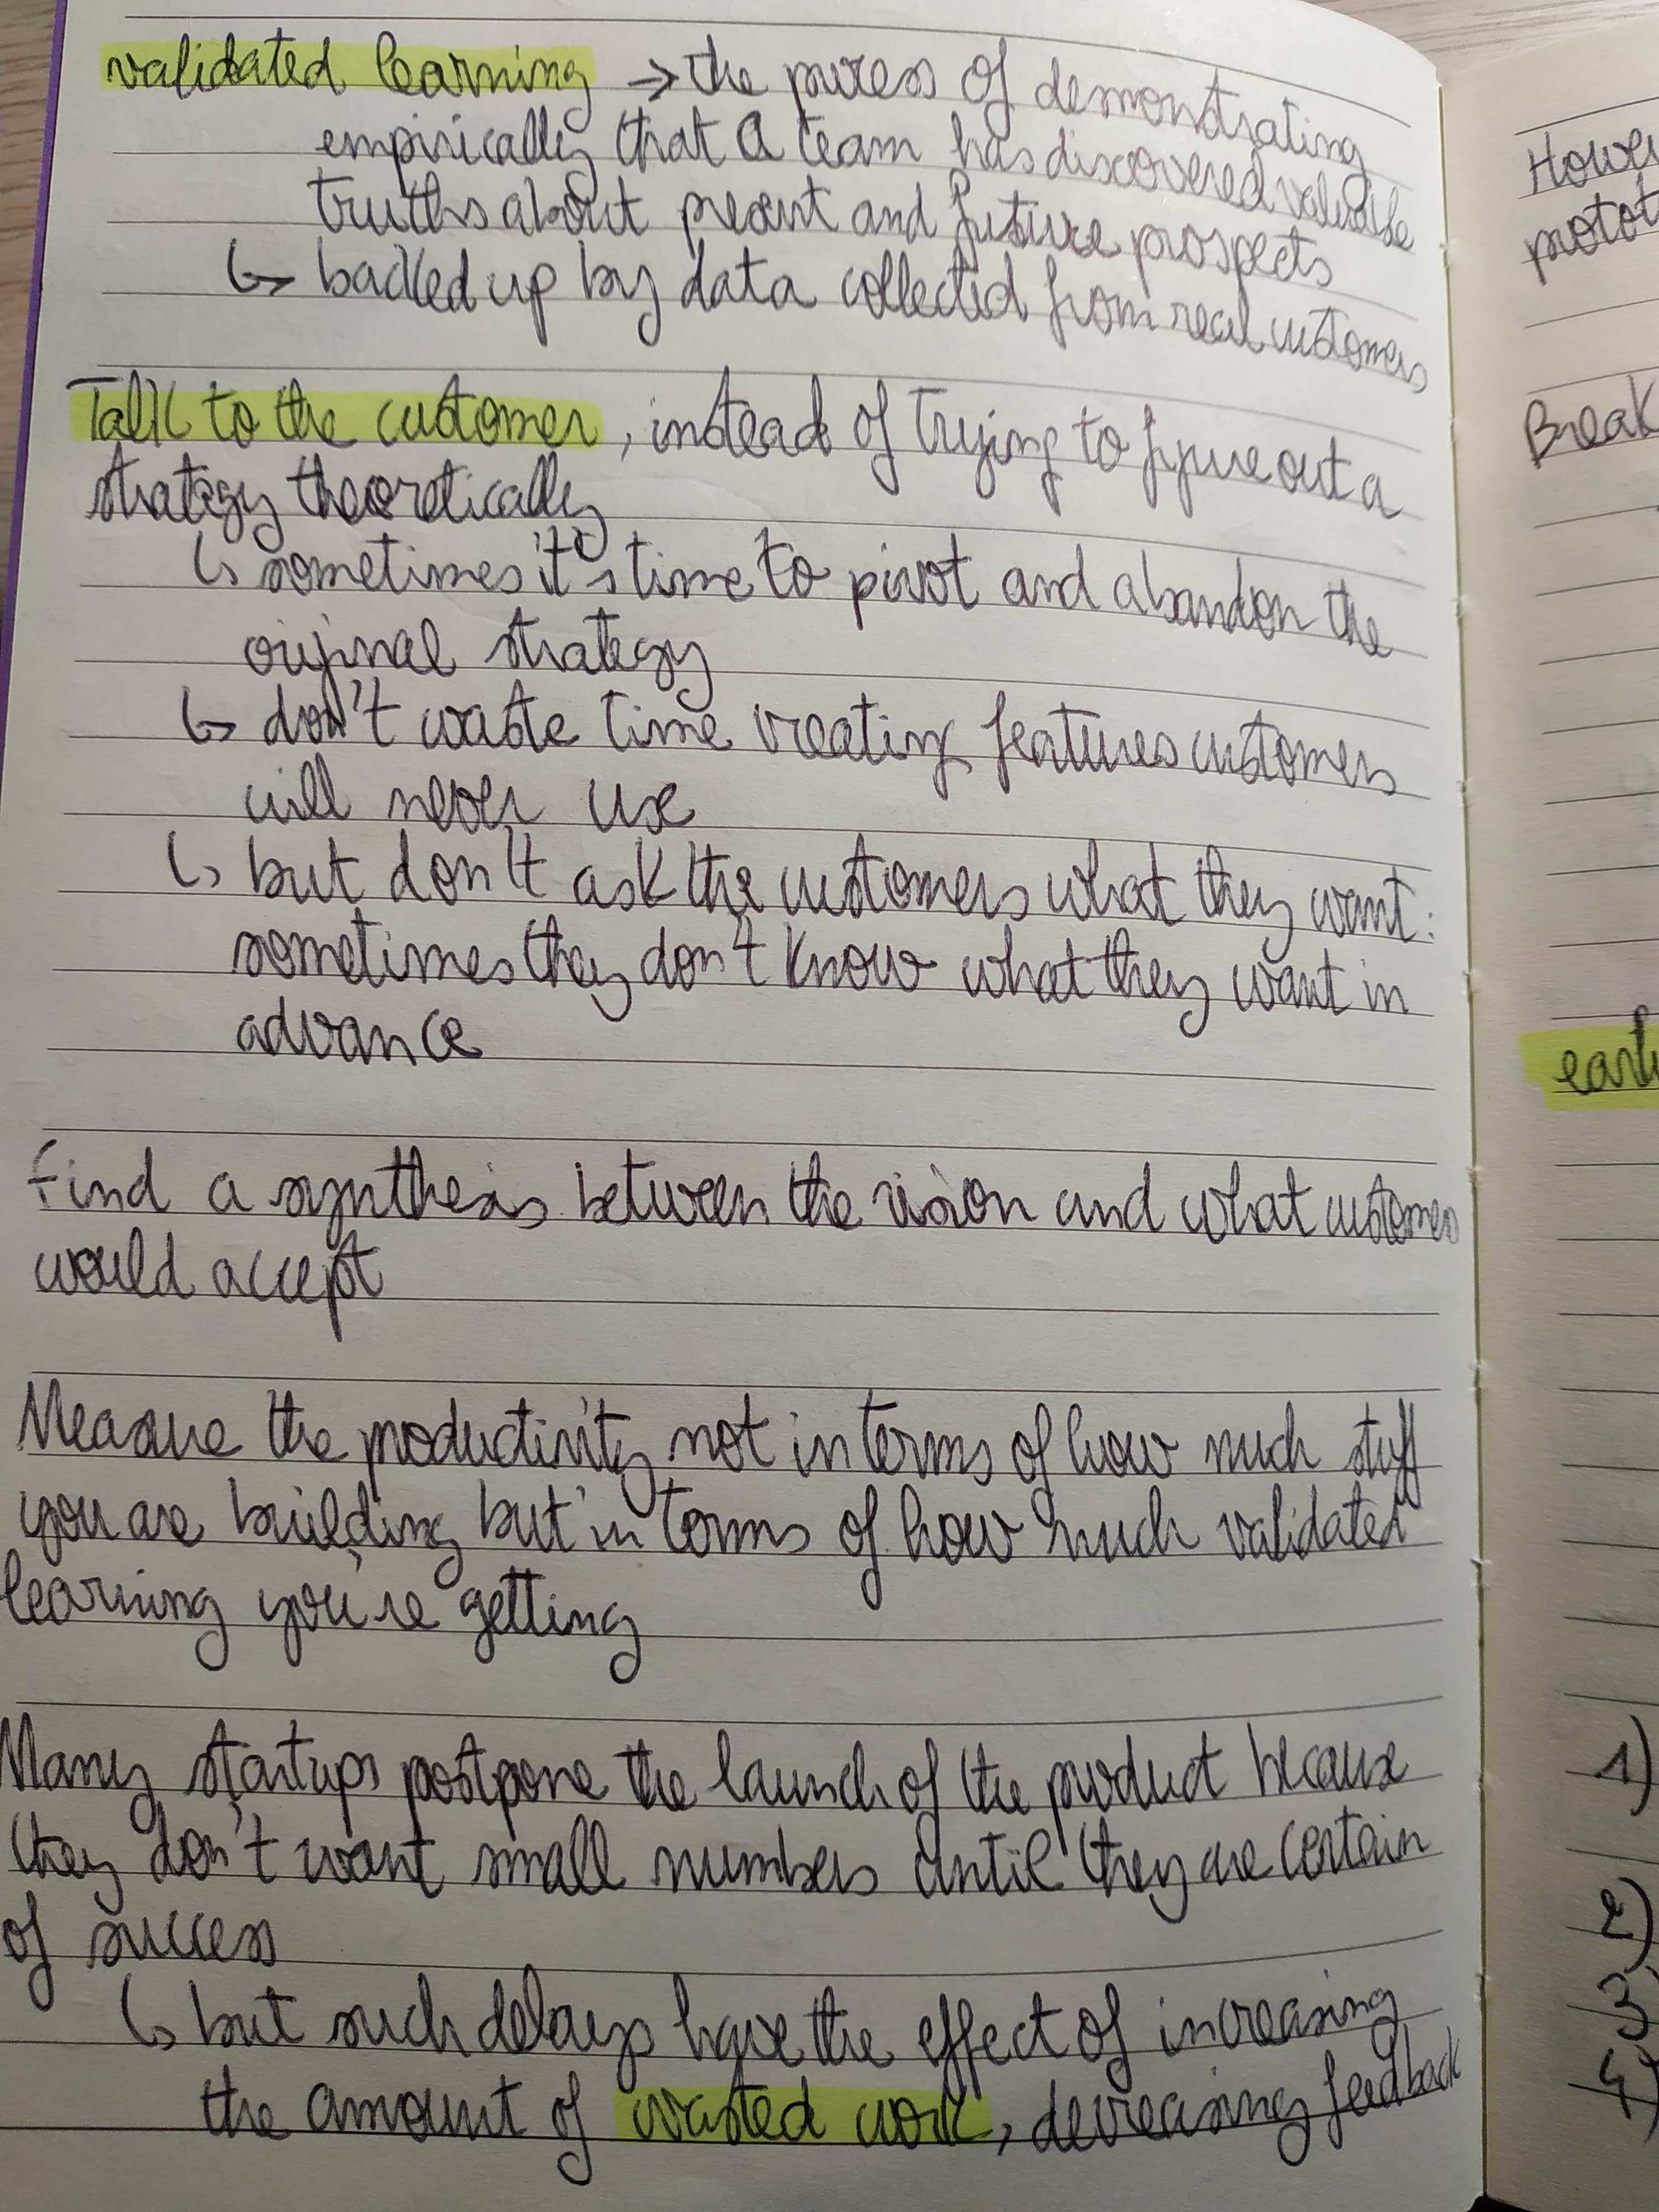 validated learning → the process of demonstrating
empirically that a team has discovered valuable
truths about present and future prospects
↳ backed up by data collected from real customers
Talk to the customer, instead of trying to figure out a
strategy theoretically
↳ sometimes it's time to pivot and abandon the
original strategy
↳ don't waste time creating features customers
will never use
↳ but don't ask the customers what they want:
sometimes they don't know what they want in
advance
Find a synthesis between the vision and what customers
would accept
Measure the productivity not in terms of how much stuff
you are building but in terms of how much validated
learning you're getting
Many startups postpone the launch of the product because
they don't want small numbers until they are certain
of success
↳ but such delays have the effect of increasing
the amount of wasted work, decreasing feedback
Howe
protot
Break
earl
1)
2)
3)
4)